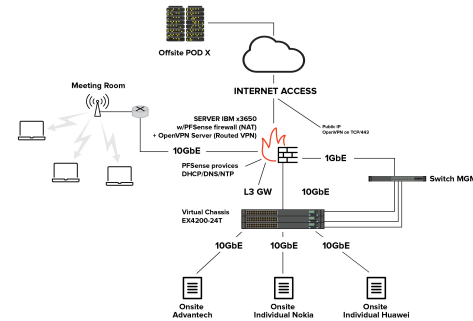 Offsite POD X
INTERNET ACCESS
Meeting Room
SERVER IBM x3650
w/PFSense firewall (NAT)
+ OpenVPN Server (Routed VPN)
Public IP
OpenVPN on TCP/443
10GbE
1GbE
PFSense provices
DHCP/DNS/NTP
L3 GW
10GbE
Switch MGM
Virtual Chassis
EX4200-24T
10GbE
10GbE
10GbE
Onsite
Advantech
Onsite
Individual Nokia
Onsite
Individual Huawei